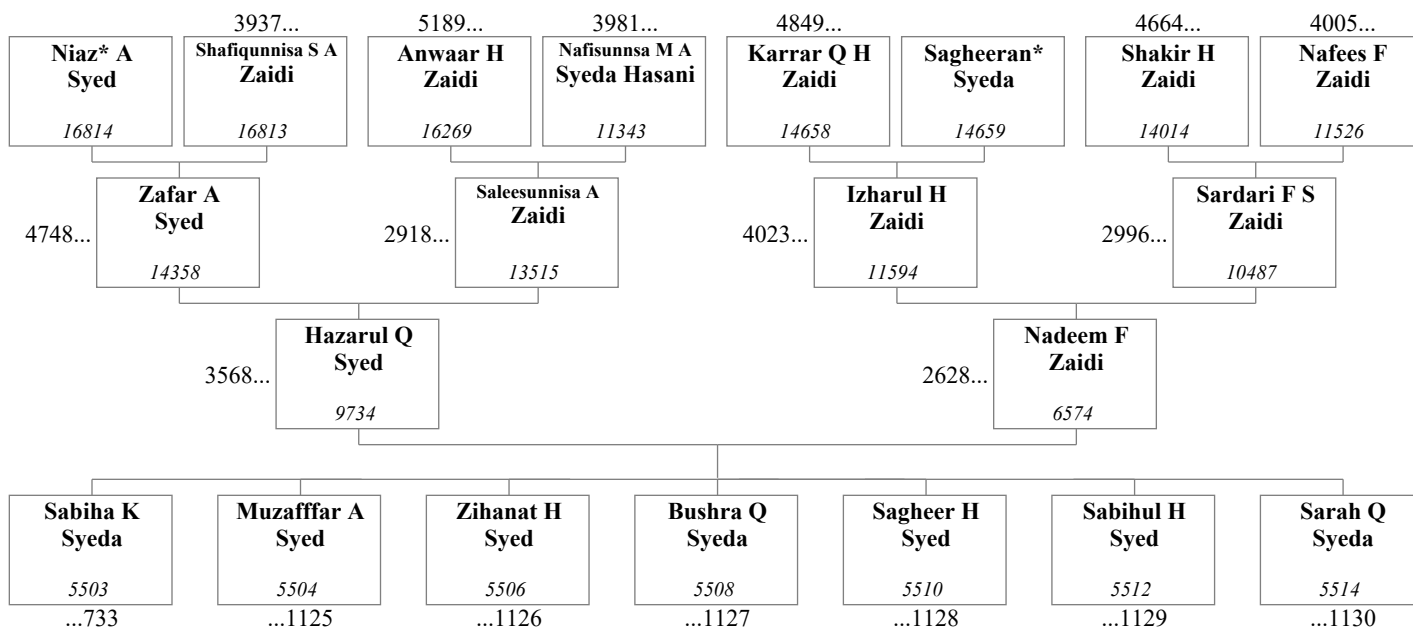 3937... 5189... 3981... 4849... 4664... 4005...
Niaz* A Shafiqunnisa S A Anwaar H Nafisunnsa M A Karrar Q H Sagheeran* Shakir H Nafees F
Syed Zaidi Zaidi Syeda Hasani Zaidi Syeda Zaidi Zaidi
16814 16813 16269 11343 14658 14659 14014 11526
Zafar A Saleesunnisa A Izharul H Sardari F S
Syed Zaidi Zaidi Zaidi
4748... 2918... 4023... 2996...
14358 13515 11594 10487
Hazarul Q Nadeem F
Syed Zaidi
3568... 2628...
9734 6574
Sabiha K Muzafffar A Zihanat H Bushra Q Sagheer H Sabihul H Sarah Q
Syeda Syed Syed Syeda Syed Syed Syeda
5503 5504 5506 5508 5510 5512 5514
...733 ...1125 ...1126 ...1127 ...1128 ...1129 ...1130